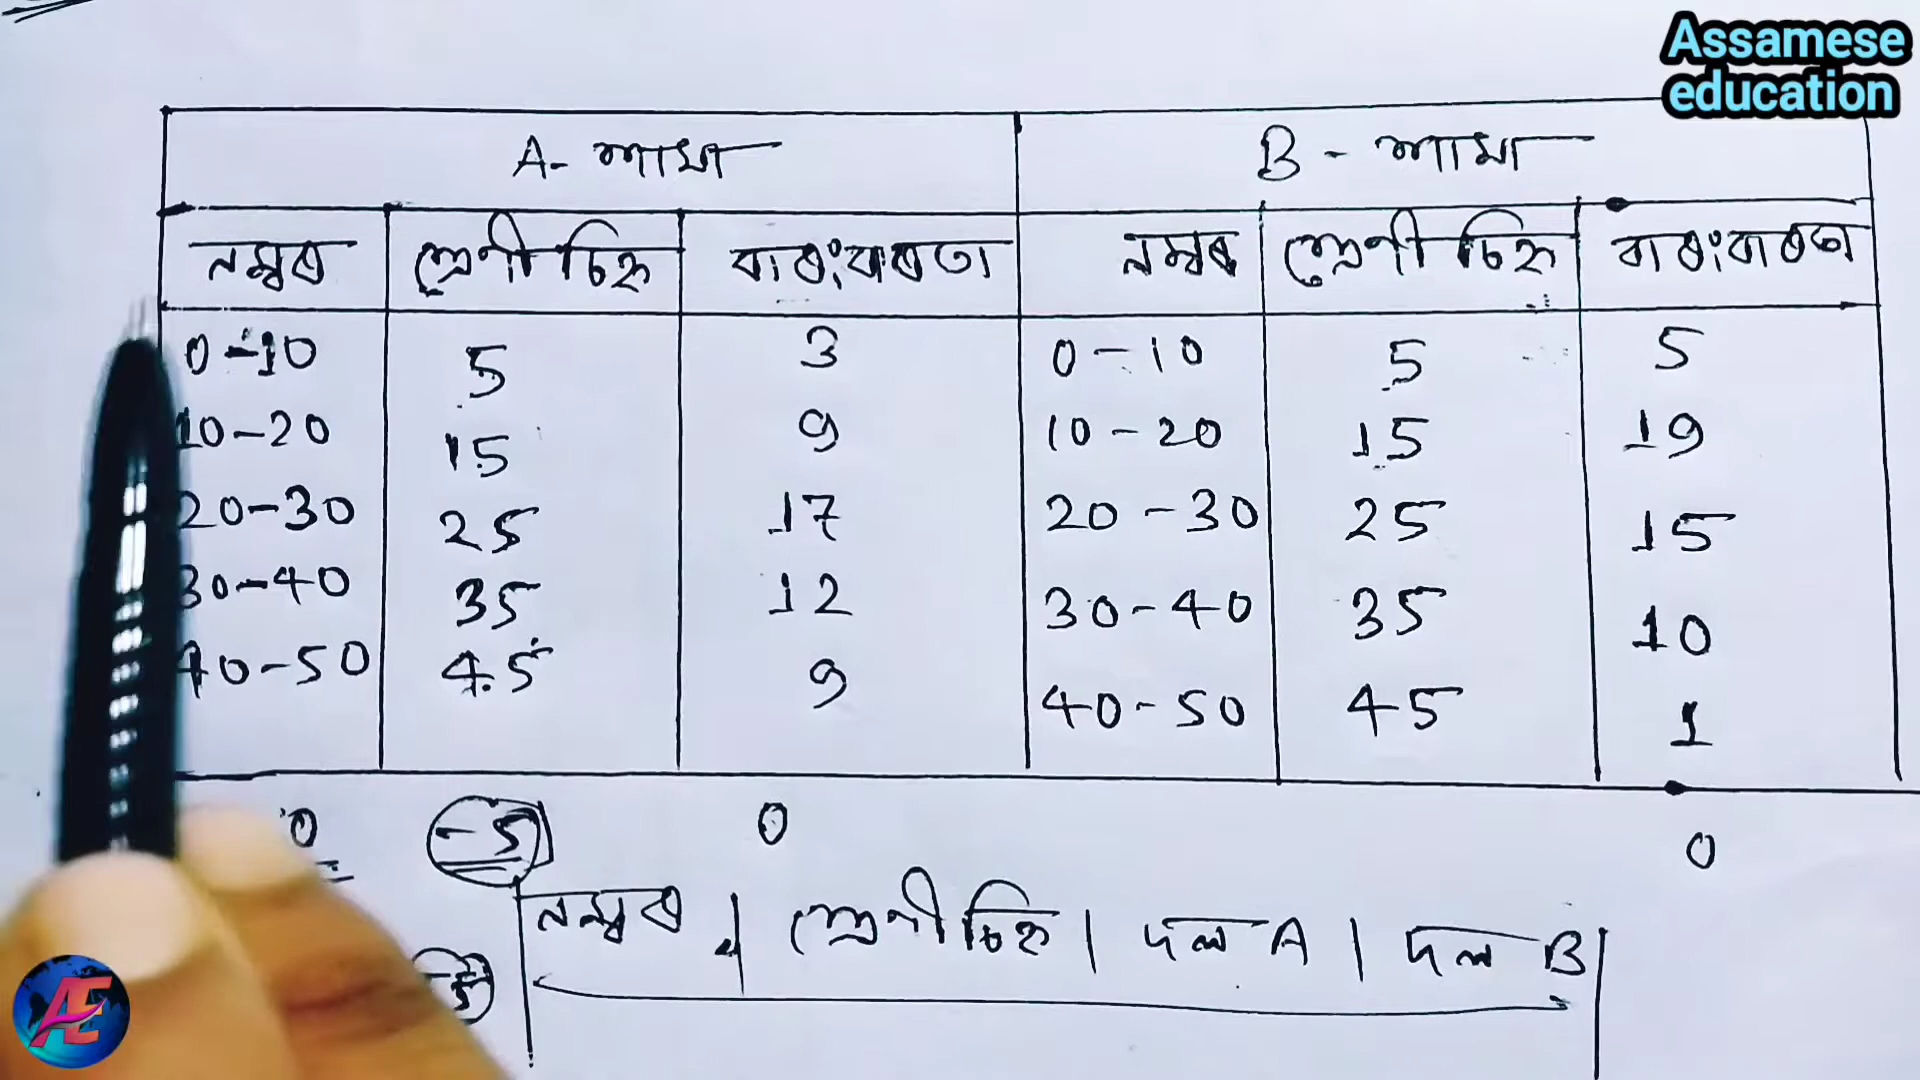 Assamese
education
A- শাখা B - শাখা
নম্বৰ শ্ৰেণী চিহ্ন বাৰংবাৰতা নম্বৰ শ্ৰেণী চিহ্ন বাৰংবাৰতা
0-10 5 3 0-10 5 5
10-20 15 9 10-20 15 19
20-30 25 17 20-30 25 15
30-40 35 12 30-40 35 10
40-50 45 9 40-50 45 1
-5 0 0
নম্বৰ | শ্ৰেণী চিহ্ন | দল A | দল B
AE